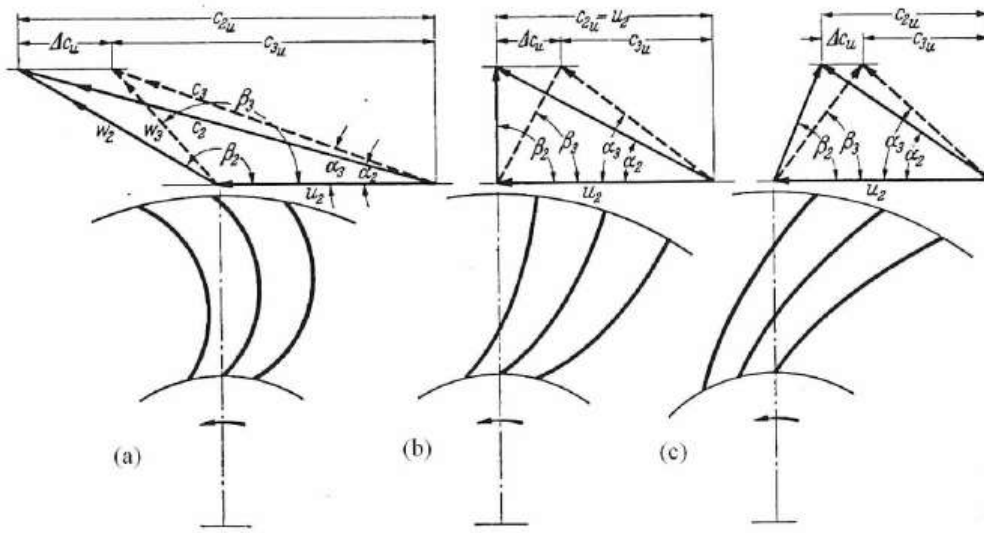 c₂ᵤ
c₂ᵤ = u₂
c₂ᵤ
Δcᵤ
c₃ᵤ
Δcᵤ
c₃ᵤ
Δcᵤ
c₃ᵤ
w₂
w₃
c₃
c₂
β₂
β₃
α₃
α₂
u₂
β₂
β₃
α₃
α₂
u₂
β₂
β₃
α₃
α₂
u₂
(a)
(b)
(c)